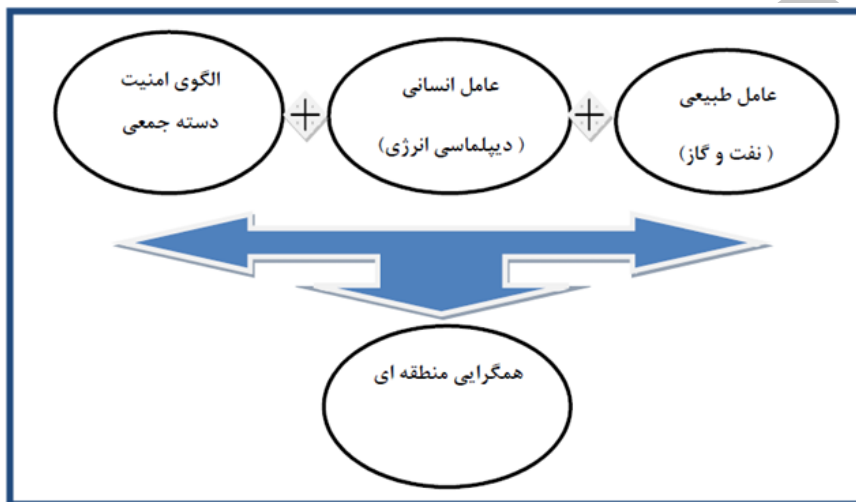 عامل طبیعی
( نفت و گاز)
عامل انسانی
( دیپلماسی انرژی)
الگوی امنیت
دسته جمعی
همگرایی منطقه ای